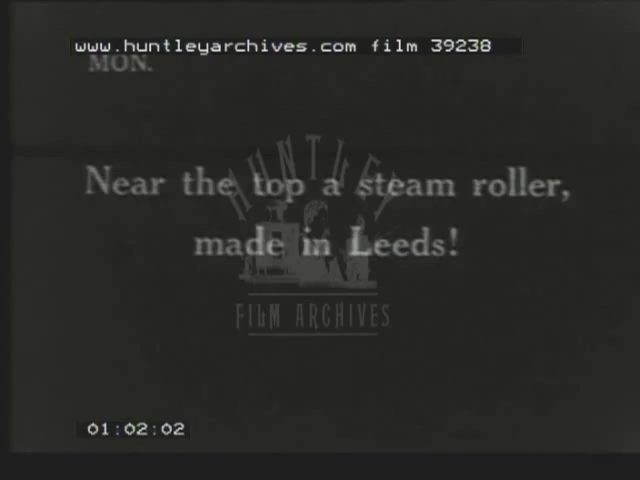 www.huntleyarchives.com film 39238
MON.
Near the top a steam roller,
made in Leeds!
HUNTLEY
FILM ARCHIVES
01:02:02